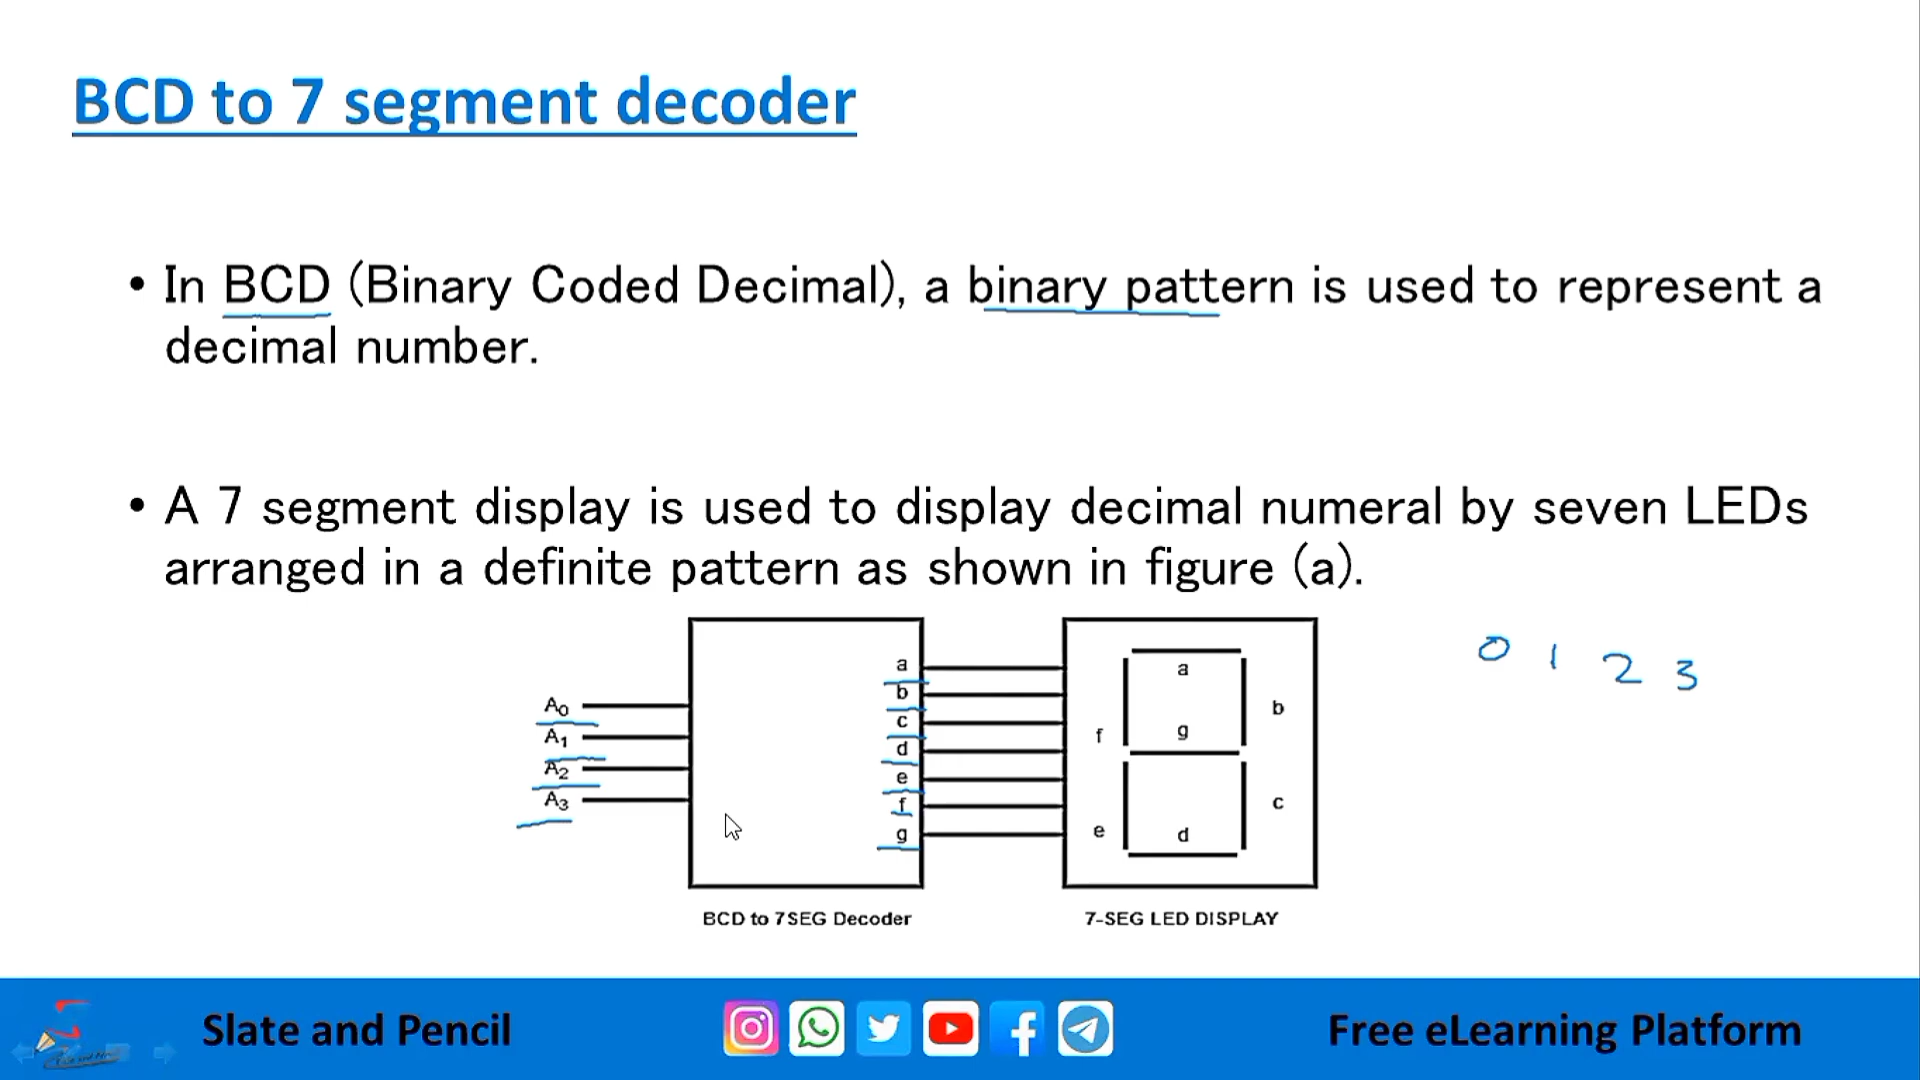 BCD to 7 segment decoder
• In BCD (Binary Coded Decimal), a binary pattern is used to represent a
decimal number.
• A 7 segment display is used to display decimal numeral by seven LEDs
arranged in a definite pattern as shown in figure (a).
0 1 2 3
A0
A1
A2
A3
a
b
c
d
e
f
g
a
b
f
g
c
e
d
BCD to 7SEG Decoder
7-SEG LED DISPLAY
Slate and Pencil
Free eLearning Platform